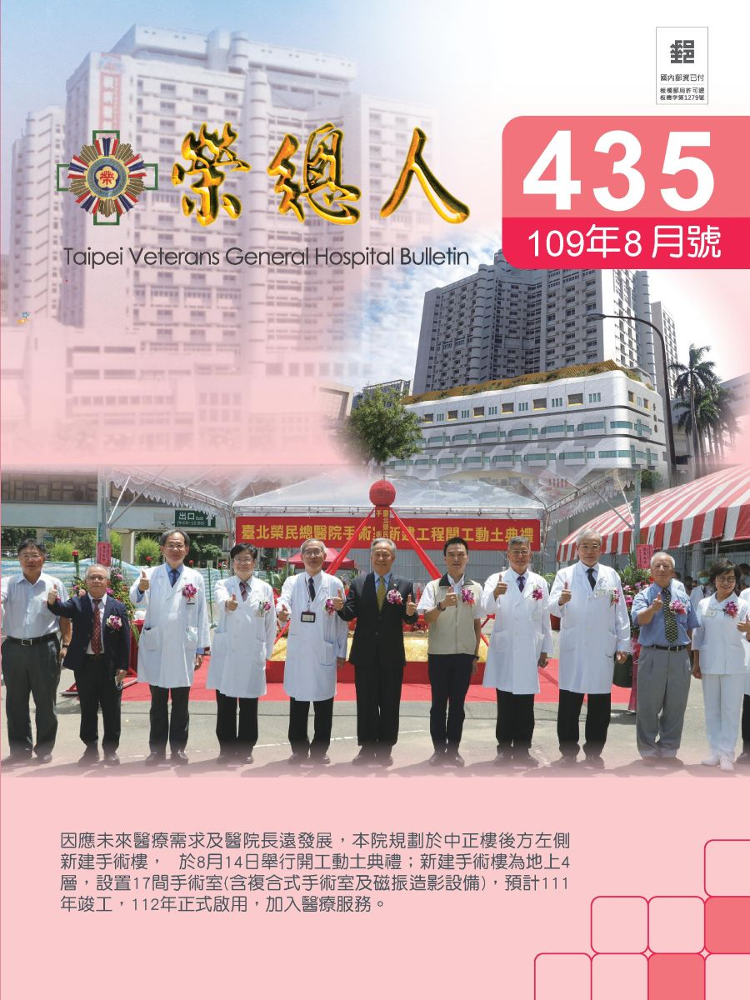 郵
國內郵資已付
板橋郵局許可證
板橋字第1279號
榮
榮總人
435
109年8月號
Taipei Veterans General Hospital Bulletin
出口Exit
臺北榮民總醫院手術
新建工程開工動土典禮
因應未來醫療需求及醫院長遠發展，本院規劃於中正樓後方左側
新建手術樓， 於8月14日舉行開工動土典禮；新建手術樓為地上4
層，設置17間手術室(含複合式手術室及磁振造影設備)，預計111
年竣工，112年正式啟用，加入醫療服務。